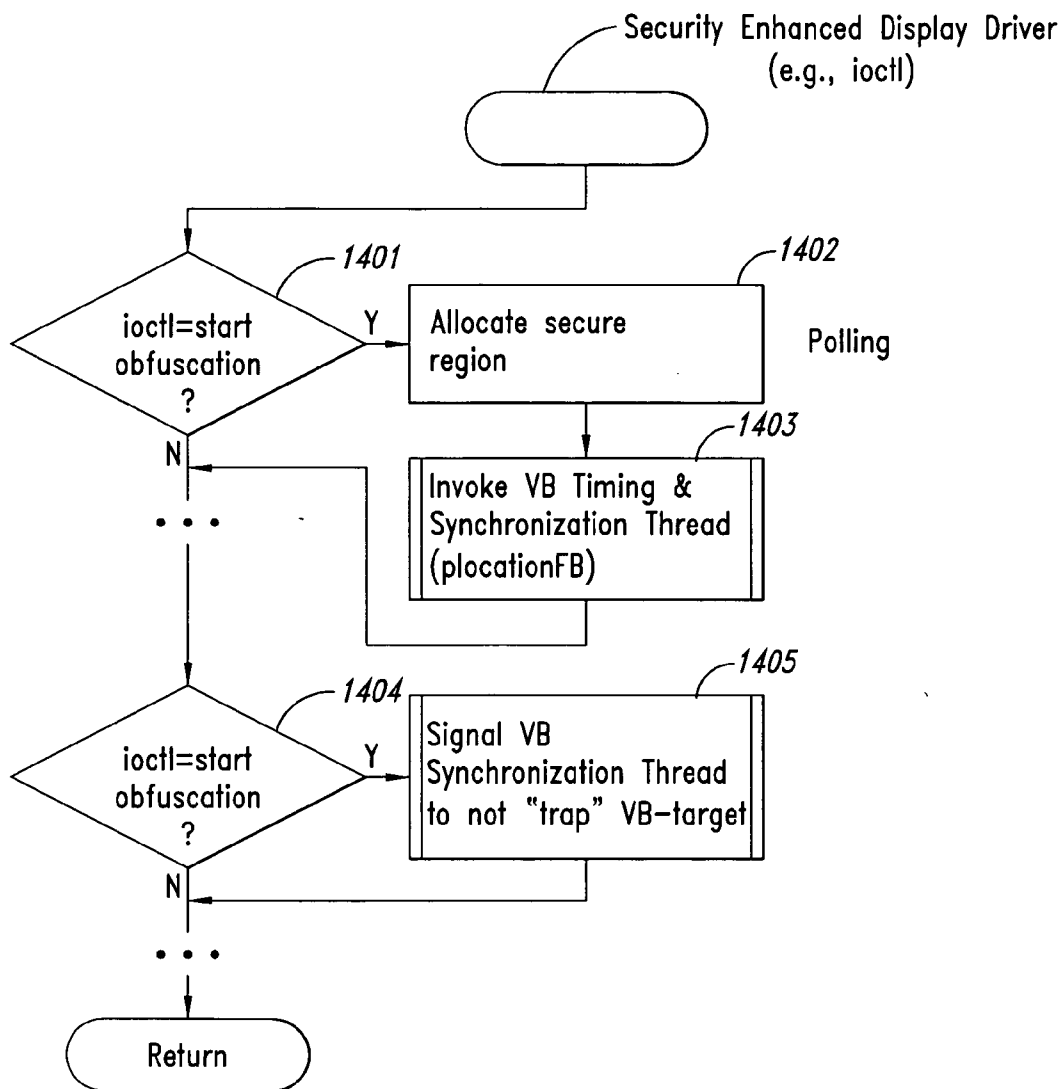 Security Enhanced Display Driver
(e.g., ioctl)
1401
ioctl=start
obfuscation
?
Y
N
1402
Allocate secure
region
Polling
1403
Invoke VB Timing &
Synchronization Thread
(plocationFB)
• • •
1404
ioctl=start
obfuscation
?
Y
N
1405
Signal VB
Synchronization Thread
to not "trap" VB-target
• • •
Return